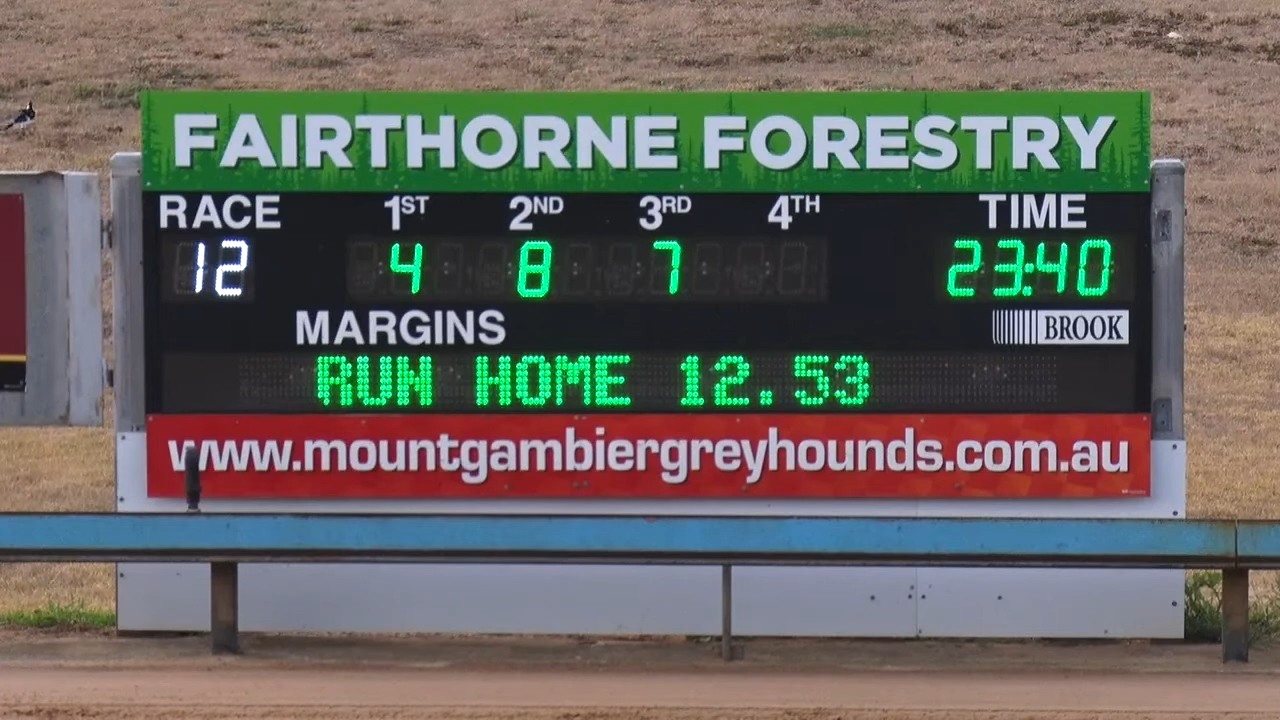 FAIRTHORNE FORESTRY
RACE 1ST 2ND 3RD 4TH TIME
12 4 8 7 23:40
MARGINS BROOK
RUN HOME 12.53
www.mountgambiergreyhounds.com.au